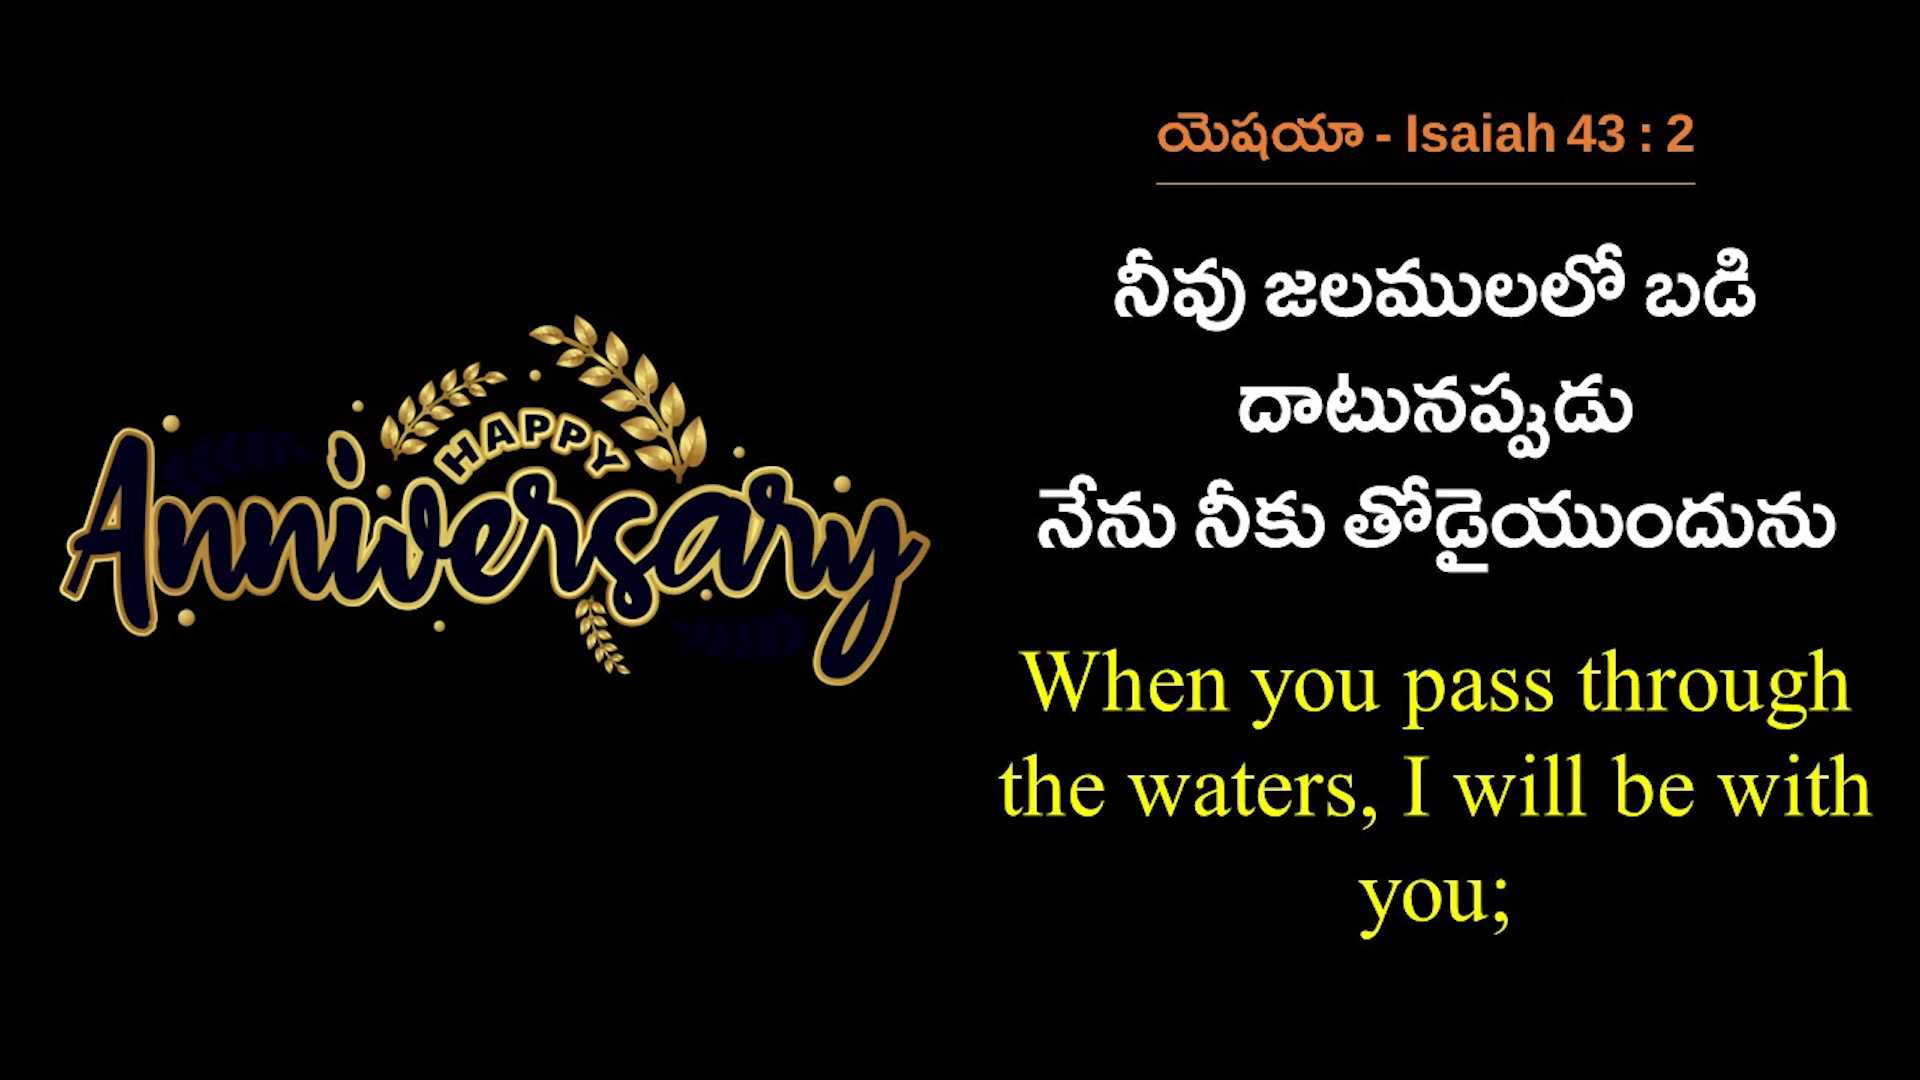 HAPPY
Anniversary
యెషయా - Isaiah 43 : 2
నీవు జలములలో బడి
దాటునప్పుడు
నేను నీకు తోడైయుందును
When you pass through
the waters, I will be with
you;